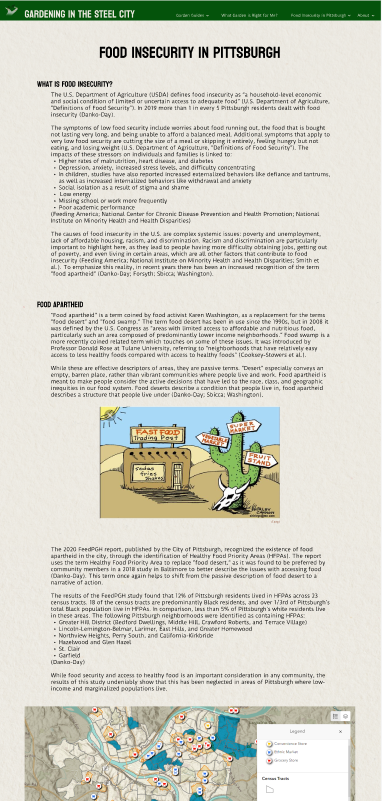 GARDENING IN THE STEEL CITY
Garden Guides
What Garden is Right for Me?
Food Insecurity in Pittsburgh
About
FOOD INSECURITY IN PITTSBURGH
WHAT IS FOOD INSECURITY?
The U.S. Department of Agriculture (USDA) defines food insecurity as "a household-level economic
and social condition of limited or uncertain access to adequate food" (U.S. Department of Agriculture,
"Definitions of Food Security"). In 2019 more than 1 in every 5 Pittsburgh residents dealt with food
insecurity (Danko-Day).
The symptoms of low food security include worries about food running out, the food that is bought
not lasting very long, and being unable to afford a balanced meal. Additional symptoms that apply to
very low food security are cutting the size of a meal or skipping it entirely, feeling hungry but not
eating, and losing weight (U.S. Department of Agriculture, "Definitions of Food Security"). The
impacts of these stressors on individuals and families is linked to:
• Higher rates of malnutrition, heart disease, and diabetes
• Depression, anxiety, increased stress levels, and difficulty concentrating
• In children, studies have also reported increased externalized behaviors like defiance and tantrums,
as well as increased internalized behaviors like withdrawal and anxiety
• Social isolation as a result of stigma and shame
• Low energy
• Missing school or work more frequently
• Poor academic performance
(Feeding America; National Center for Chronic Disease Prevention and Health Promotion; National
Institute on Minority Health and Health Disparities)
The causes of food insecurity in the US are complex systemic issues: poverty and unemployment,
lack of affordable housing, racism, and discrimination. Racism and discrimination are particularly
important to highlight here, as they lead to people having more difficulty obtaining jobs, getting out
of poverty, and even living in certain areas, which are all other factors that contribute to food
insecurity (Feeding America, National Institute on Minority Health and Health Disparities; Smith et
al.). To emphasize this reality, in recent years there has been an increased recognition of the term
"food apartheid" (Danko-Day; Forsyth; Sbicca; Washington).
FOOD APARTHEID
"Food apartheid" is a term coined by food activist Karen Washington, as a replacement for the terms
"food desert" and "food swamp." The term food desert has been in use since the 1990s, but in 2008 it
was defined by the U.S. Congress as "areas with limited access to affordable and nutritious food,
particularly such an area composed of predominantly lower income neighborhoods." Food swamp is a
more recently coined related term which touches on some of these issues. It was introduced by
Professor Donald Rose at Tulane University, referring to "neighborhoods that have relatively easy
access to less healthy foods compared with access to healthy foods" (Cooksey-Stowers et al.).
While these are effective descriptors of areas, they are passive terms. "Desert" especially conveys an
empty, barren place, rather than vibrant communities where people live and work. Food apartheid is
meant to make people consider the active decisions that have led to the race, class, and geographic
inequities in our food system. Food deserts describe a condition that people live in, food apartheid
describes a structure that people live under (Danko-Day; Sbicca; Washington).
FAST FOOD
Trading Post
Sodas
Fries
Shakes
SUPER
MARKET
VEGETABLE
MARKET
FRUIT
STAND
The 2020 FeedPGH report, published by the City of Pittsburgh, recognized the existence of food
apartheid in the city, through the identification of Healthy Food Priority Areas (HFPAs). The report
uses the term Healthy Food Priority Area to replace "food desert," as it was found to be preferred by
community members in a 2018 study in Baltimore to better describe the issues with accessing food
(Danko-Day). This term once again helps to shift from the passive description of food desert to a
narrative of action.
The results of the FeedPGH study found that 12% of Pittsburgh residents lived in HFPAs across 23
census tracts. 18 of the census tracts are predominantly Black residents, and over 1/3rd of Pittsburgh's
total Black population live in HFPAs. In comparison, less than 5% of Pittsburgh's white residents live
in these areas. The following Pittsburgh neighborhoods were identified as containing HFPAs:
• Greater Hill District (Bedford Dwellings, Middle Hill, Crawford Roberts, and Terrace Village)
• Lincoln-Lemington-Belmar, Larimer, East Hills, and Greater Homewood
• Northview Heights, Perry South, and California-Kirkbride
• Hazelwood and Glen Hazel
• St. Clair
• Garfield
(Danko-Day)
While food security and access to healthy food is an important consideration in any community, the
results of this study undeniably show that this has been neglected in areas of Pittsburgh where low-
income and marginalized populations live.
Legend
x
Convenience Store
Ethnic Market
Grocery Store
Census Tracts